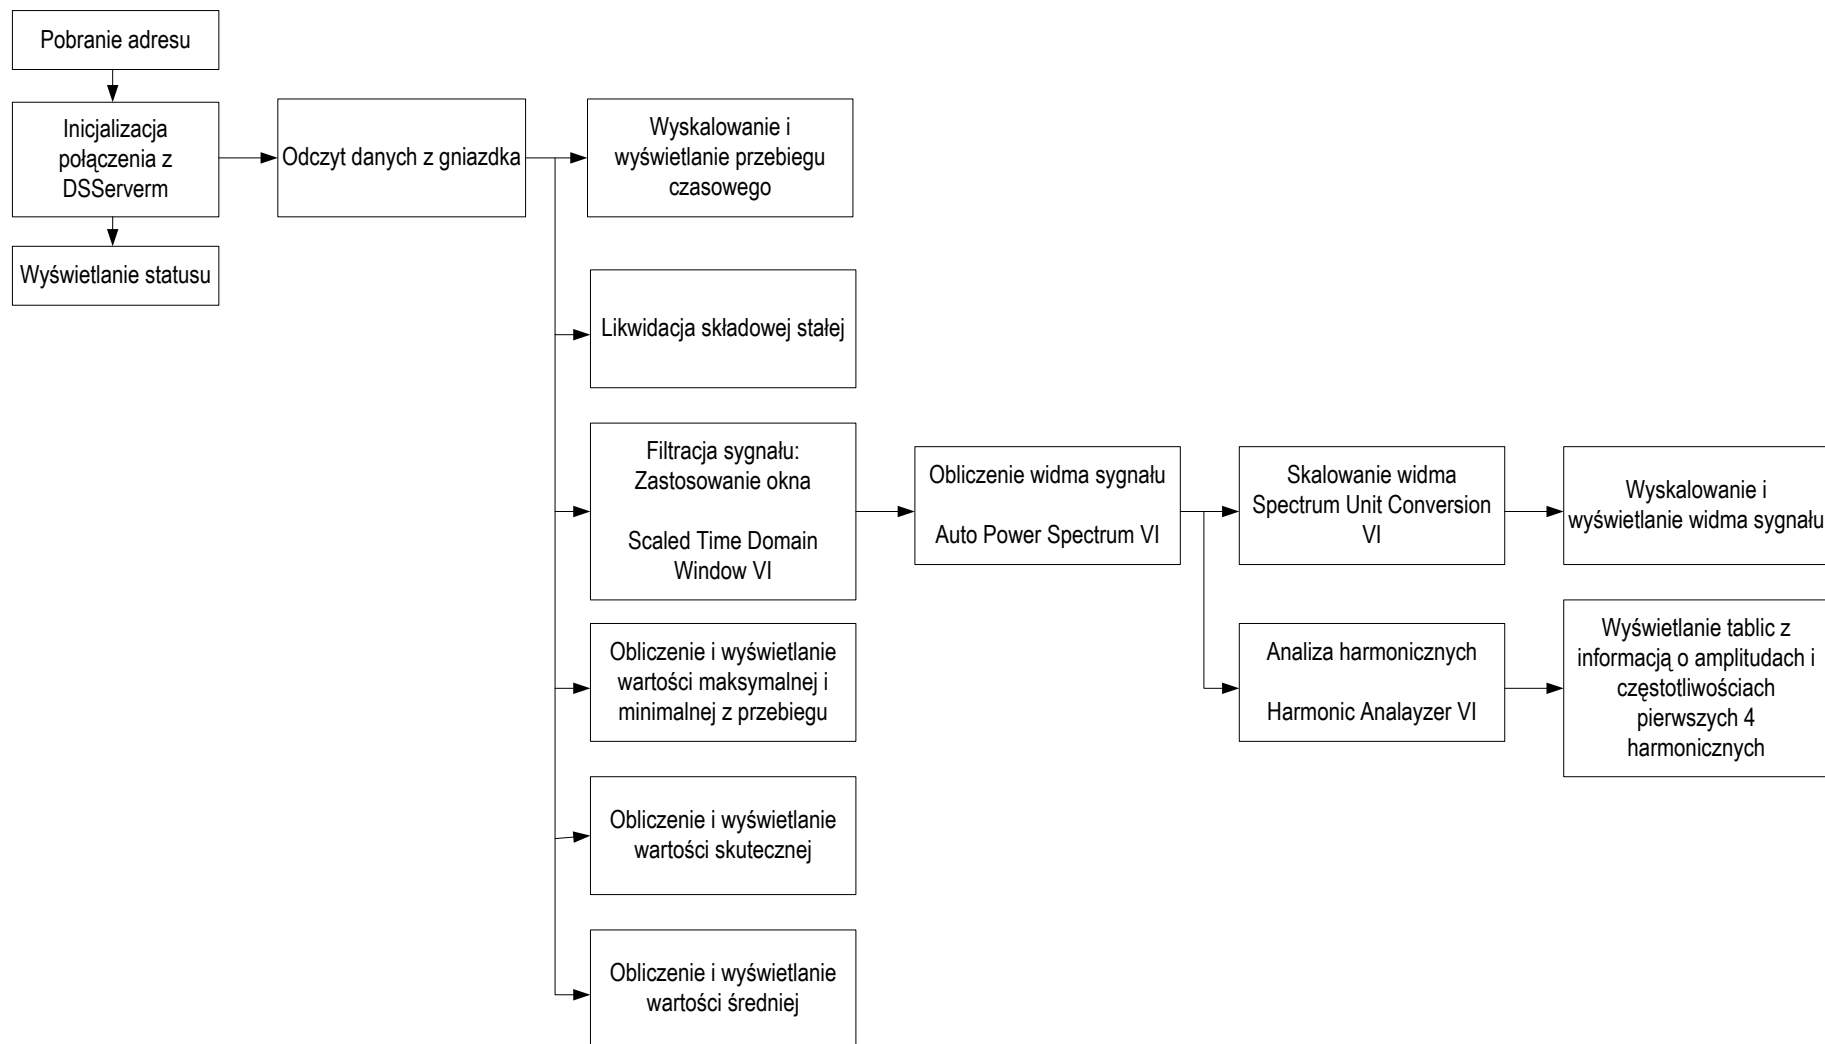 Pobranie adresu
Inicjalizacja
połączenia z
DSServerm
Wyświetlanie statusu
Odczyt danych z gniazdka
Wyskalowanie i
wyświetlanie przebiegu
czasowego
Likwidacja składowej stałej
Filtracja sygnału:
Zastosowanie okna
Scaled Time Domain
Window VI
Obliczenie i wyświetlanie
wartości maksymalnej i
minimalnej z przebiegu
Obliczenie i wyświetlanie
wartości skutecznej
Obliczenie i wyświetlanie
wartości średniej
Obliczenie widma sygnału
Auto Power Spectrum VI
Skalowanie widma
Spectrum Unit Conversion
VI
Analiza harmonicznych
Harmonic Analayzer VI
Wyskalowanie i
wyświetlanie widma sygnału
Wyświetlanie tablic z
informacją o amplitudach i
częstotliwościach
pierwszych 4
harmonicznych